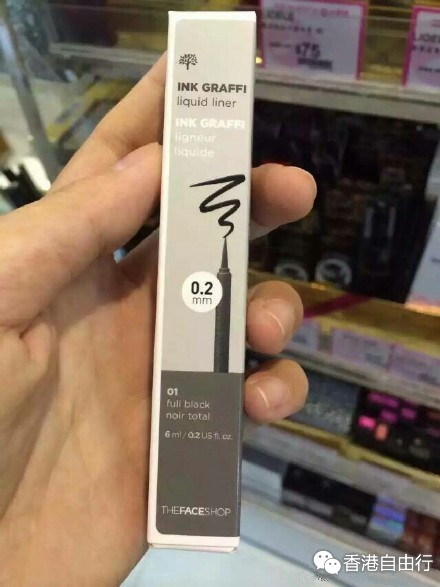 INK GRAFFI
liquid liner
INK GRAFFI
ligneur
liquide
0.2
mm
01
full black
noir total
6 ml / 0.2 US fl. oz.
THEFACESHOP
$75
香港自由行